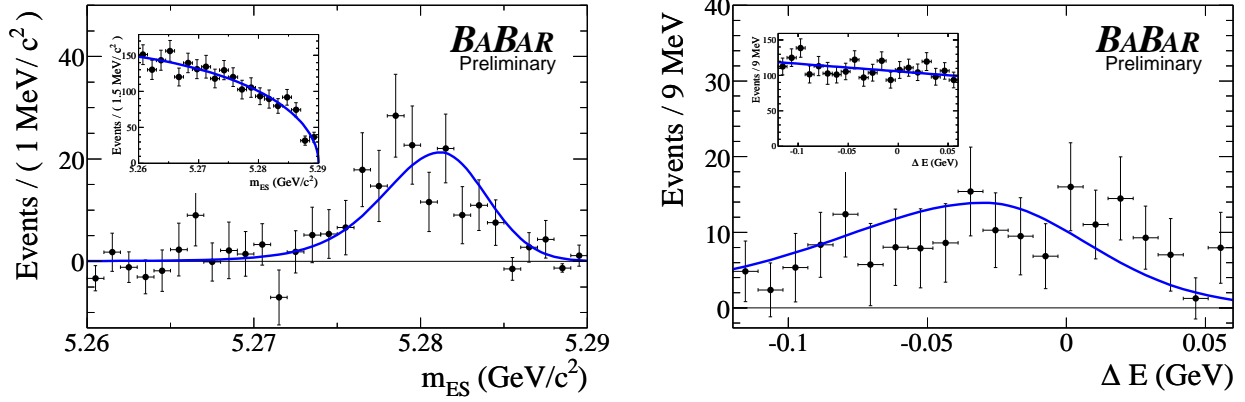 Events / ( 1 MeV/ c²)
40
20
0
5.26
5.27
5.28
5.29
m_ES (GeV/c²)
BABAR
Preliminary
Events / ( 1.5 MeV/ c²)
150
100
50
0
5.26
5.27
5.28
5.29
m_ES (GeV/c²)
Events / 9 MeV
40
30
20
10
0
-0.1
-0.05
0
0.05
Δ E (GeV)
BABAR
Preliminary
Events / 9 MeV
150
100
50
0
-0.1
-0.05
0
0.05
Δ E (GeV)